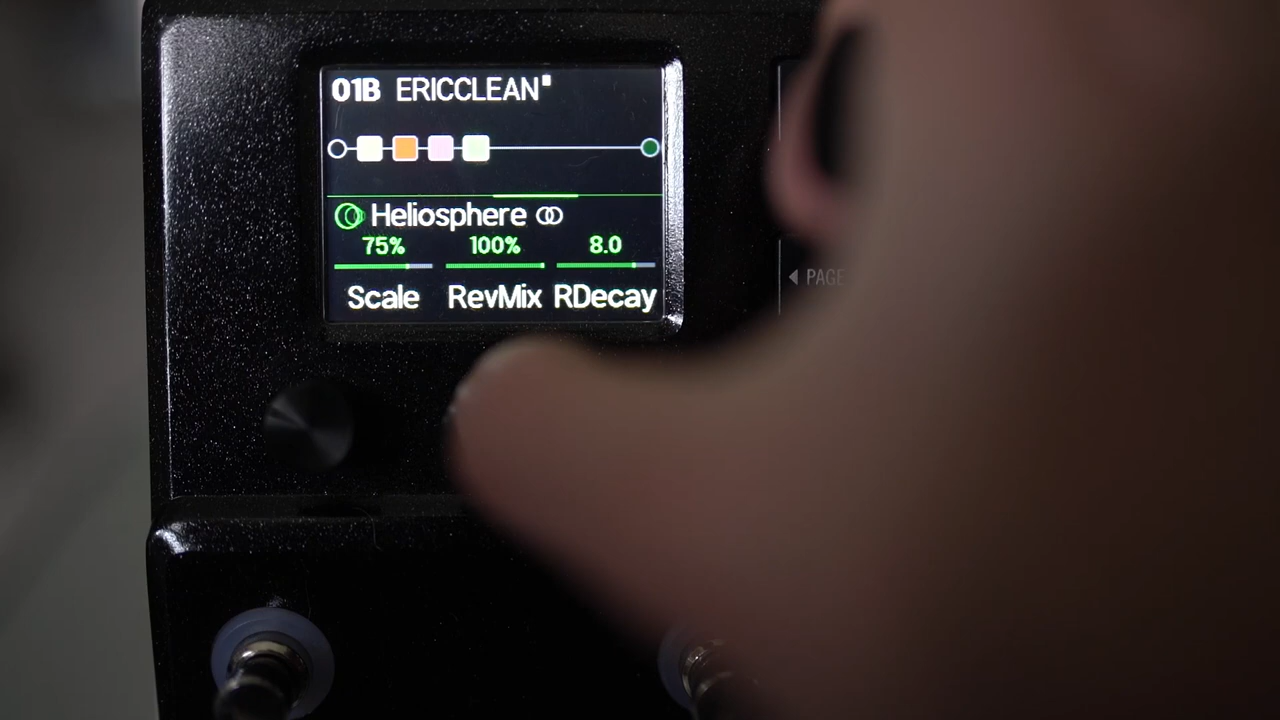 01B ERICCLEAN
Heliosphere
75% 100% 8.0
Scale RevMix RDecay
PAGE